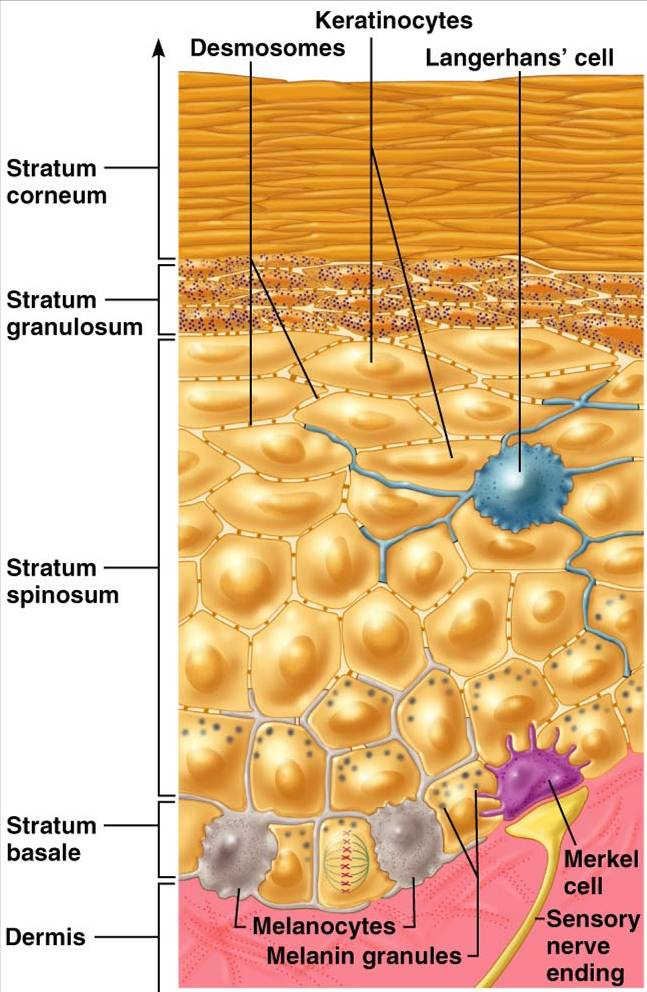 Keratinocytes
Desmosomes
Langerhans’ cell
Stratum
corneum
Stratum
granulosum
Stratum
spinosum
Stratum
basale
Merkel
cell
Melanocytes
Sensory
nerve
ending
Dermis
Melanin granules